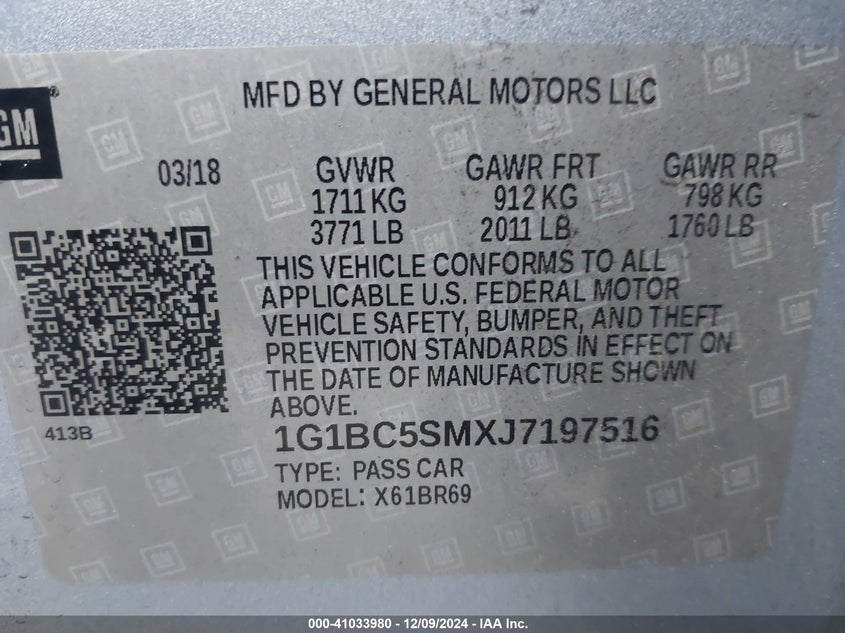 GM®
MFD BY GENERAL MOTORS LLC
03/18 GVWR GAWR FRT GAWR RR
1711 KG 912 KG 798 KG
3771 LB 2011 LB 1760 LB
THIS VEHICLE CONFORMS TO ALL
APPLICABLE U.S. FEDERAL MOTOR
VEHICLE SAFETY, BUMPER, AND THEFT
PREVENTION STANDARDS IN EFFECT ON
THE DATE OF MANUFACTURE SHOWN
ABOVE.
413B
1G1BC5SMXJ7197516
TYPE: PASS CAR
MODEL: X61BR69
000-41033980 - 12/09/2024 - IAA Inc.